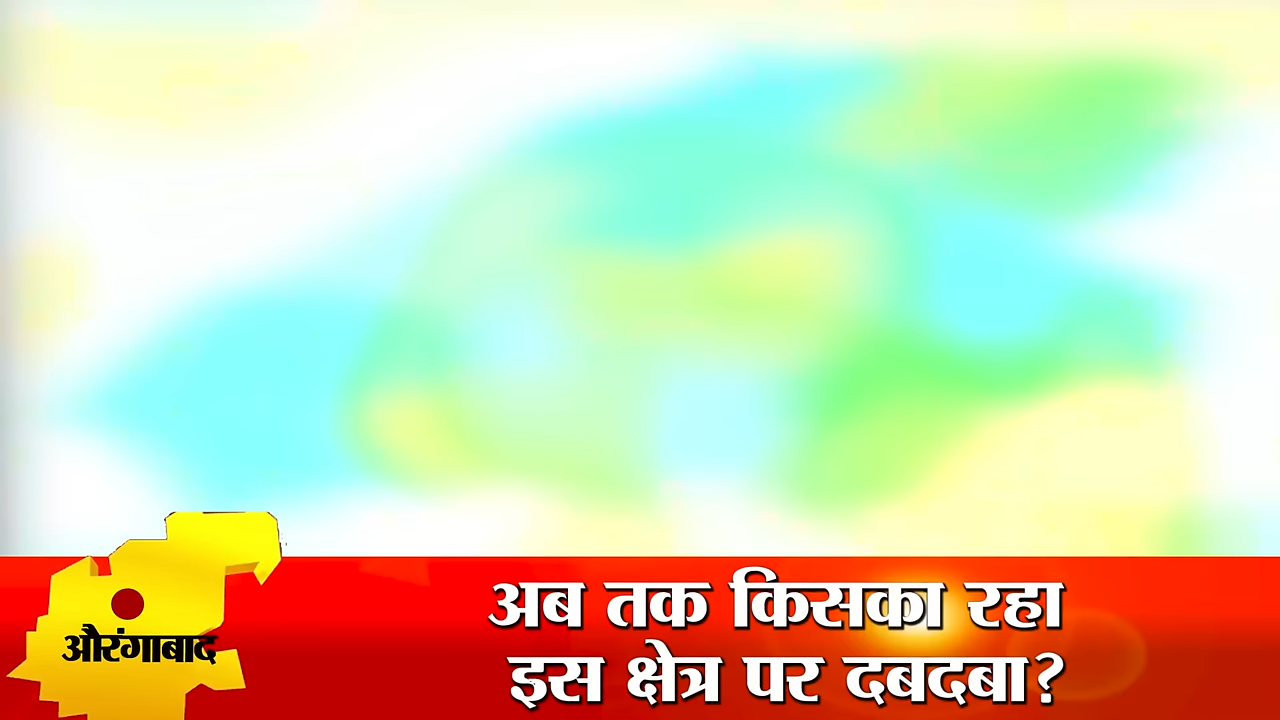 अब तक किसका रहा
इस क्षेत्र पर दबदबा?
औरंगाबाद